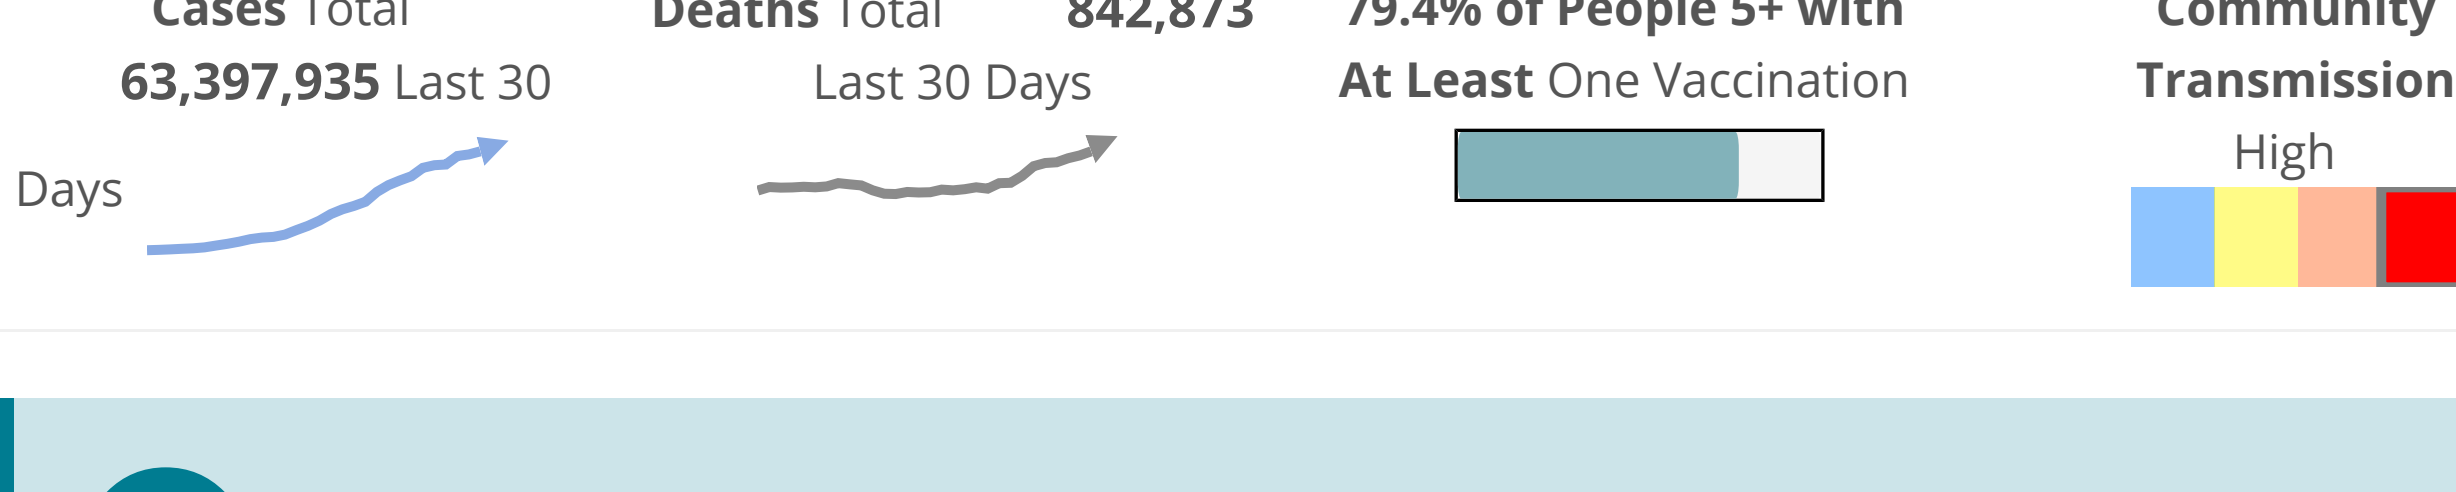 Cases Total
63,397,935 Last 30
Days
Deaths Total 842,873
Last 30 Days
79.4% of People 5+ with
At Least One Vaccination
Community
Transmission
High